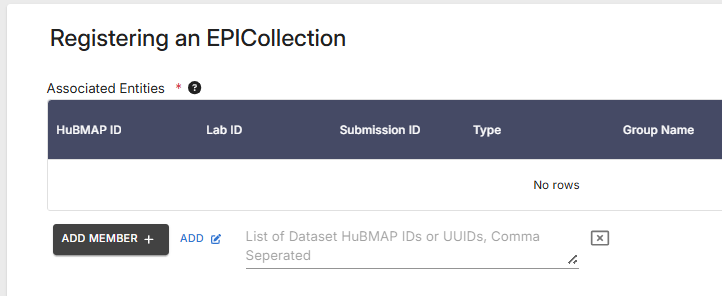 Registering an EPICollection
Associated Entities * ?
HuBMAP ID Lab ID Submission ID Type Group Name
No rows
ADD MEMBER + ADD List of Dataset HuBMAP IDs or UUIDs, Comma
Seperated